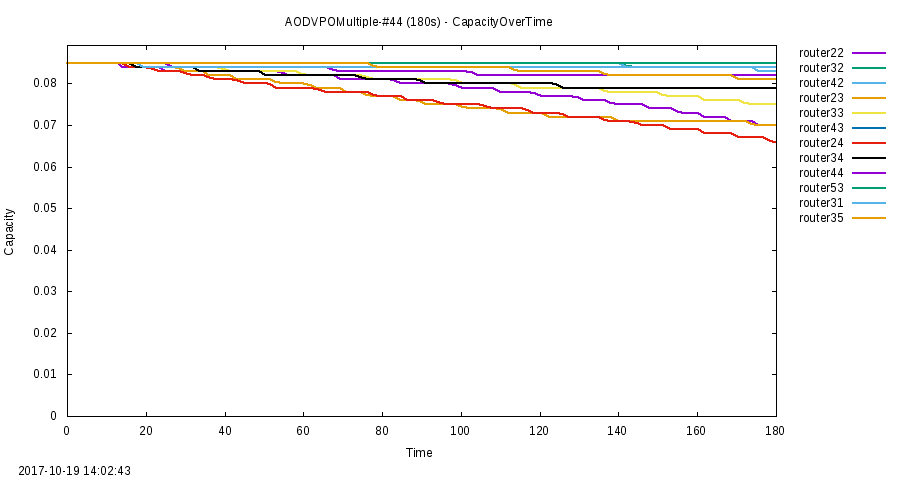 AODVPOMultiple-#44 (180s) - CapacityOverTime
router22
router32
router42
router23
router33
router43
router24
router34
router44
router53
router31
router35
Capacity
0.08
0.07
0.06
0.05
0.04
0.03
0.02
0.01
0
0 20 40 60 80 100 120 140 160 180
Time
2017-10-19 14:02:43